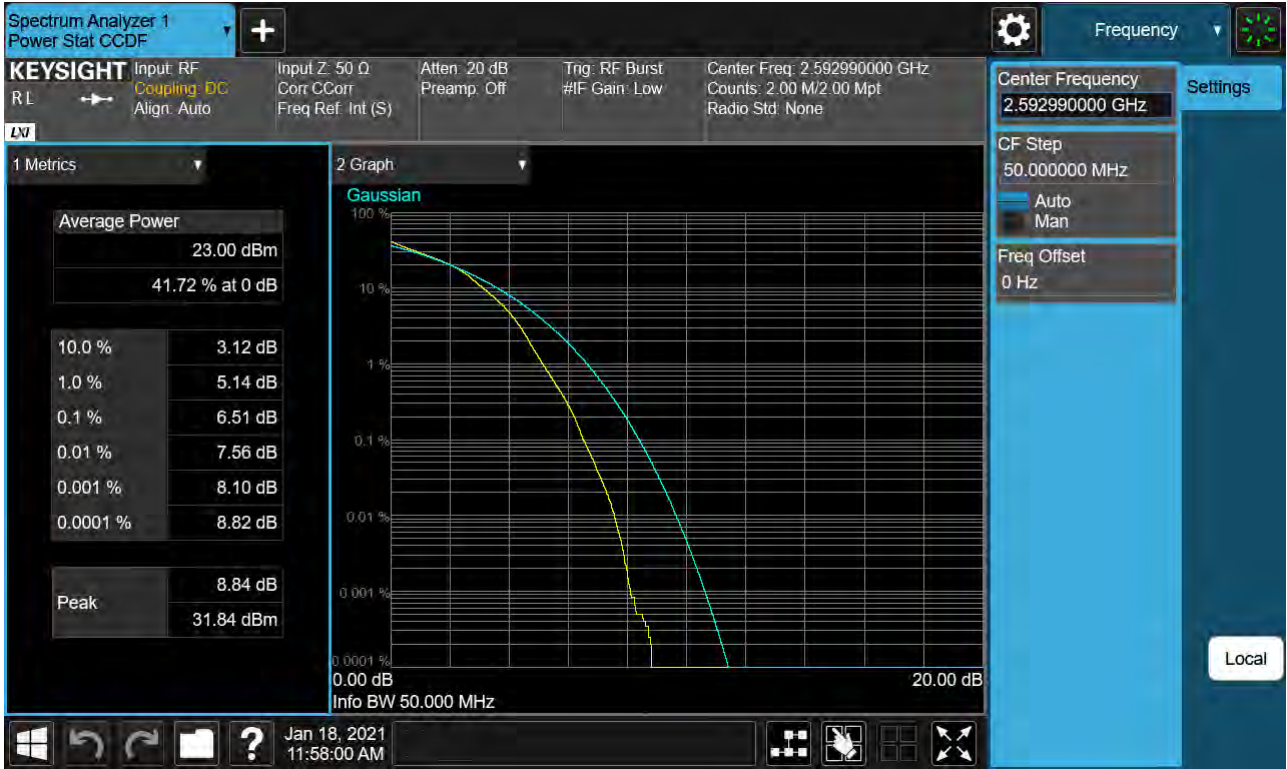 Spectrum Analyzer 1
Power Stat CCDF
+
Frequency
KEYSIGHT
RL
LXI
Input: RF
Coupling: DC
Align: Auto
Input Z: 50 Ω
Corr CCorr
Freq Ref: Int (S)
Atten: 20 dB
Preamp: Off
Trig: RF Burst
#IF Gain: Low
Center Freq: 2.592990000 GHz
Counts: 2.00 M/2.00 Mpt
Radio Std: None
1 Metrics
Average Power
23.00 dBm
41.72 % at 0 dB
10.0 % 3.12 dB
1.0 % 5.14 dB
0.1 % 6.51 dB
0.01 % 7.56 dB
0.001 % 8.10 dB
0.0001 % 8.82 dB
Peak
8.84 dB
31.84 dBm
2 Graph
Gaussian
100 %
10 %
1 %
0.1 %
0.01 %
0.001 %
0.0001 %
0.00 dB 20.00 dB
Info BW 50.000 MHz
Center Frequency
2.592990000 GHz
CF Step
50.000000 MHz
Auto
Man
Freq Offset
0 Hz
Settings
Local
?
Jan 18, 2021
11:58:00 AM